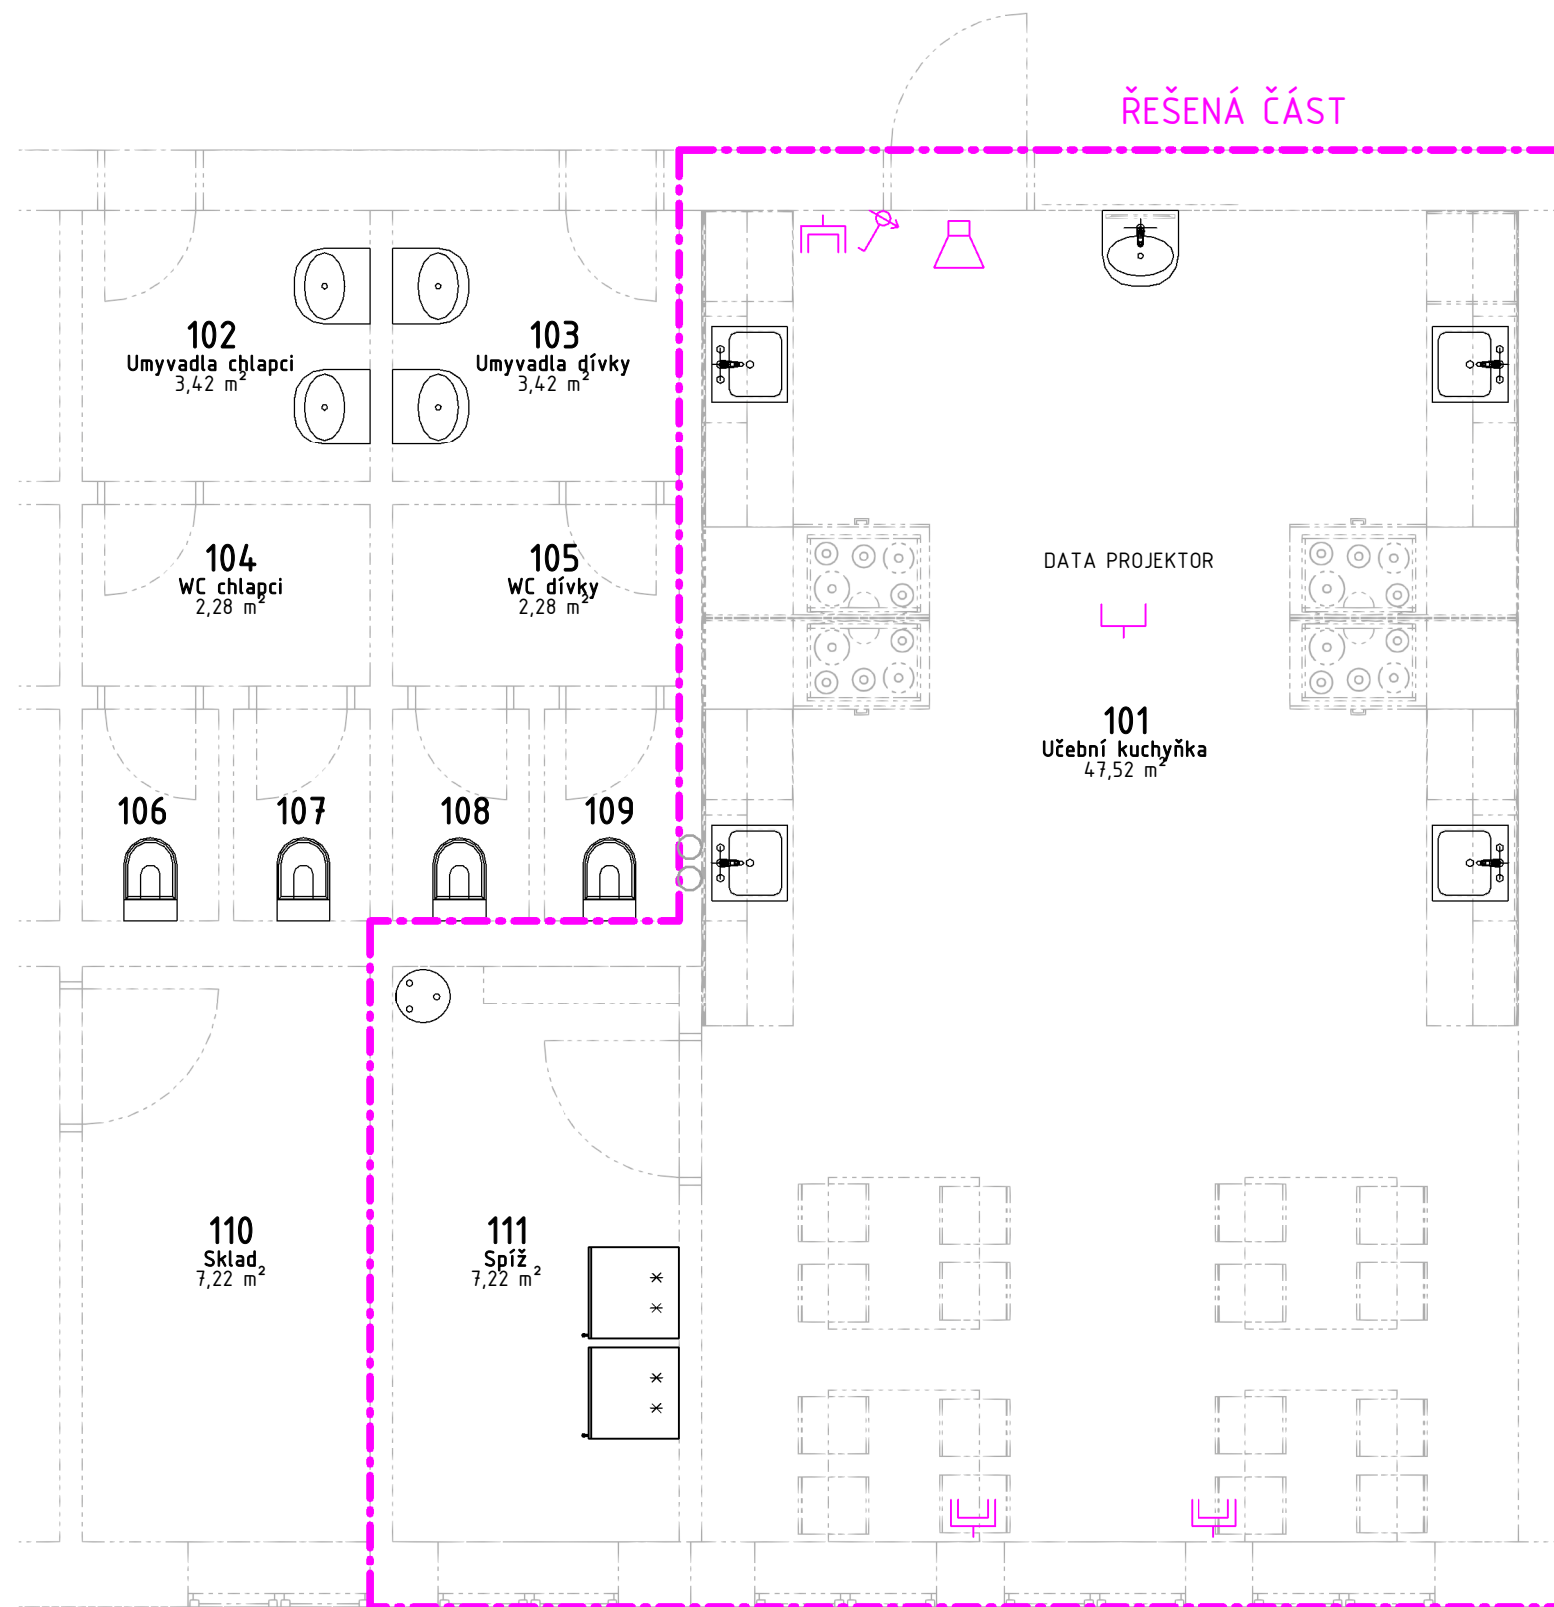 ŘEŠENÁ ČÁST
102
Umyvadla chlapci
3,42 m²
103
Umyvadla dívky
3,42 m²
104
WC chlapci
2,28 m²
105
WC dívky
2,28 m²
DATA PROJEKTOR
101
Učební kuchyňka
47,52 m²
106
107
108
109
110
Sklad
7,22 m²
111
Spíž
7,22 m²